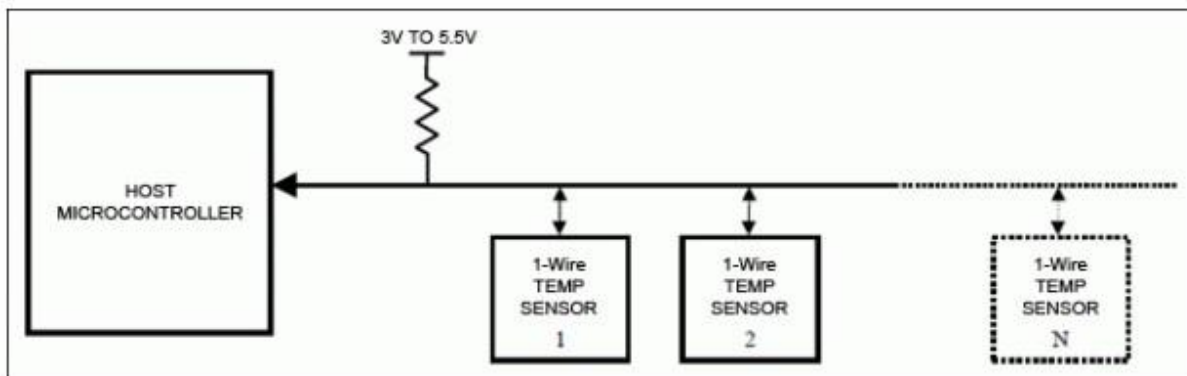 3V TO 5.5V
HOST
MICROCONTROLLER
1-Wire
TEMP
SENSOR
1
1-Wire
TEMP
SENSOR
2
1-Wire
TEMP
SENSOR
N